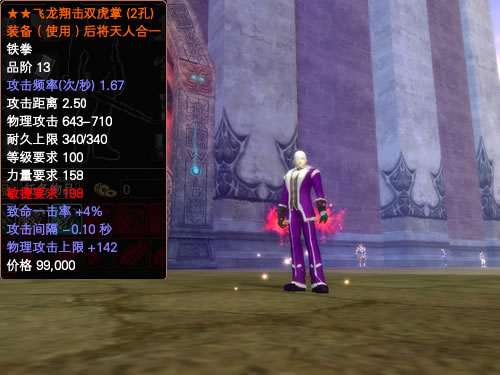 ★★飞龙翔击双虎掌 (2孔)
装备（使用）后将天人合一
铁拳
品阶 13
攻击频率(次/秒) 1.67
攻击距离 2.50
物理攻击 643-710
耐久上限 340/340
等级要求 100
力量要求 158
敏捷要求 198
致命一击率 +4%
攻击间隔 -0.10 秒
物理攻击上限 +142
价格 99,000